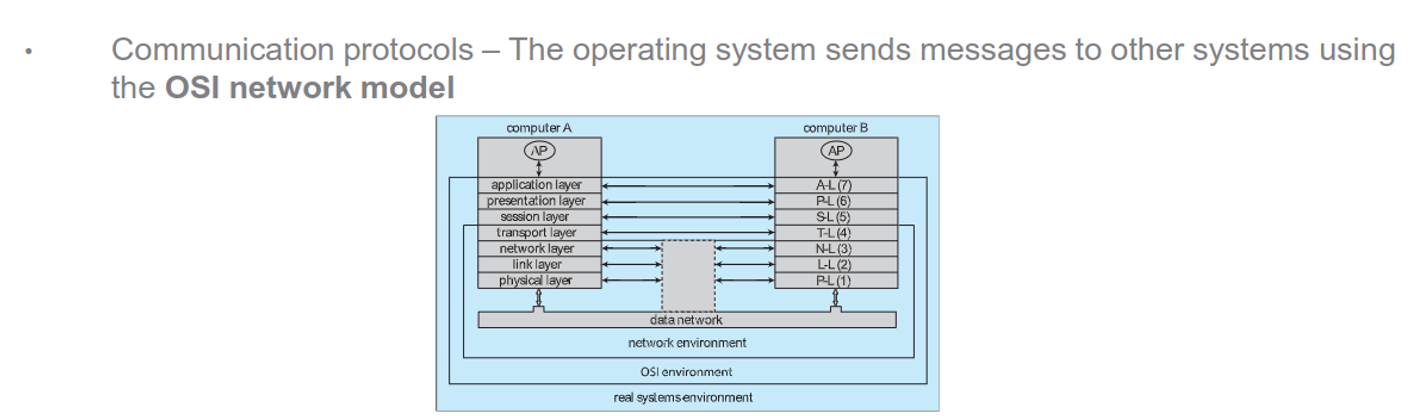 • Communication protocols – The operating system sends messages to other systems using
the OSI network model
computer A computer B
AP AP
application layer A-L (7)
presentation layer P-L (6)
session layer S-L (5)
transport layer T-L (4)
network layer N-L (3)
link layer L-L (2)
physical layer P-L (1)
data network
network environment
OSI environment
real systems environment